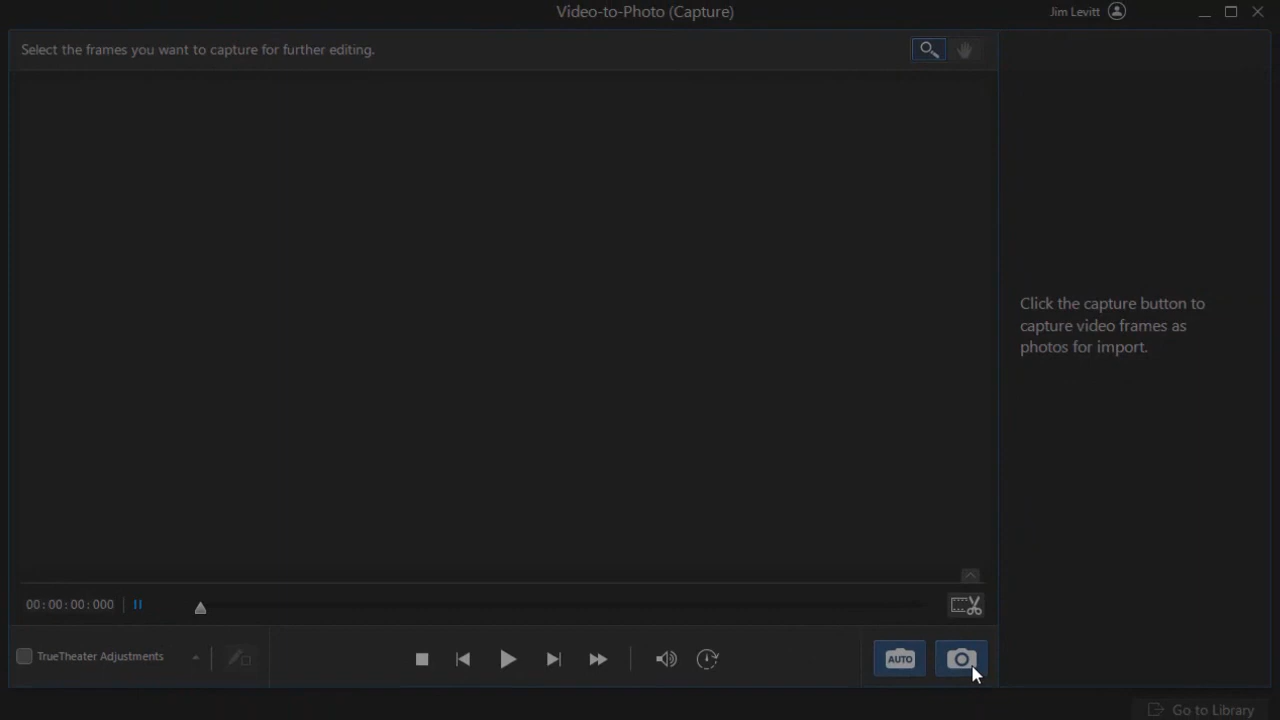 Video-to-Photo (Capture)
Jim Levitt
Select the frames you want to capture for further editing.
Click the capture button to
capture video frames as
photos for import.
00:00:00:000
TrueTheater Adjustments
AUTO
Go to Library